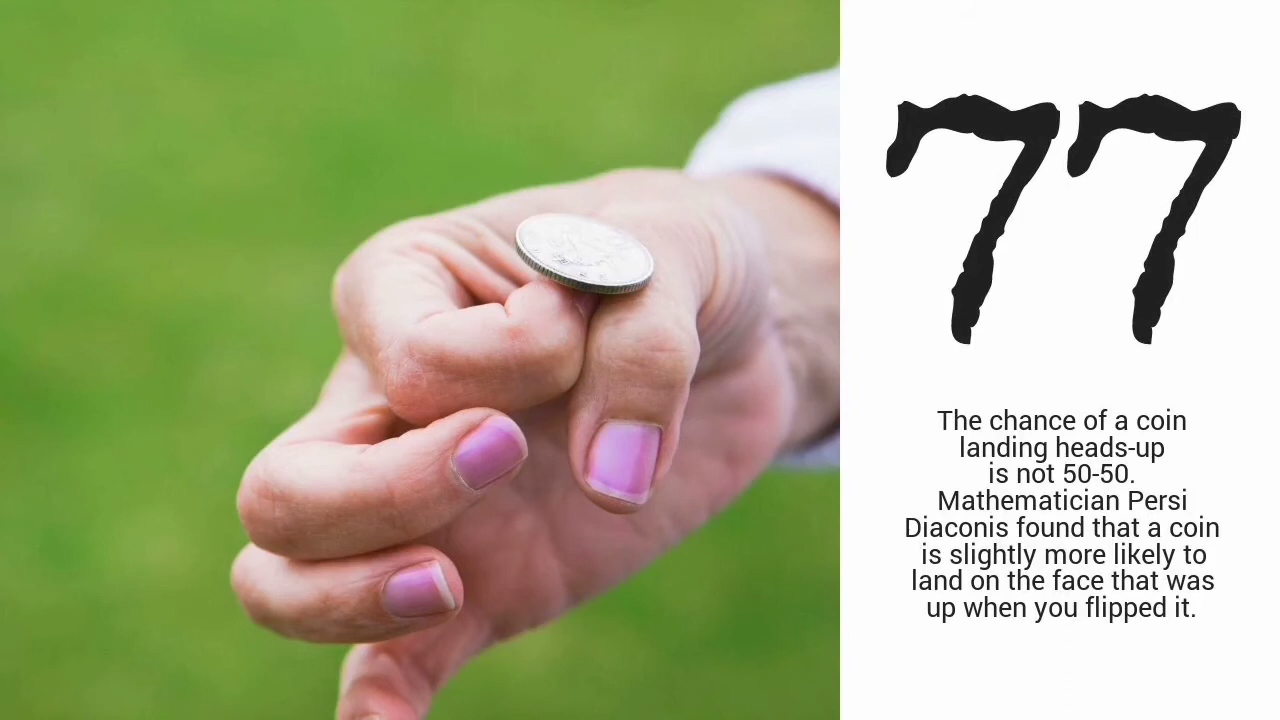 77
The chance of a coin
landing heads-up
is not 50-50.
Mathematician Persi
Diaconis found that a coin
is slightly more likely to
land on the face that was
up when you flipped it.